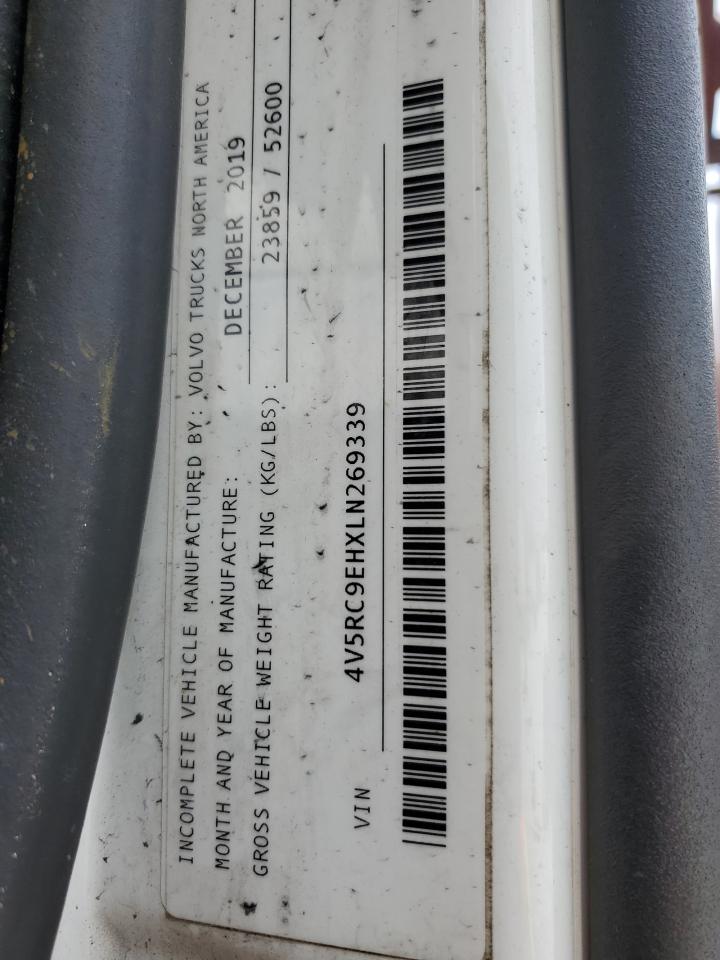 INCOMPLETE VEHICLE MANUFACTURED BY: VOLVO TRUCKS NORTH AMERICA
MONTH AND YEAR OF MANUFACTURE: DECEMBER 2019
GROSS VEHICLE WEIGHT RATING (KG/LBS): 23859 / 52600
VIN 4V5RC9EHXLN269339